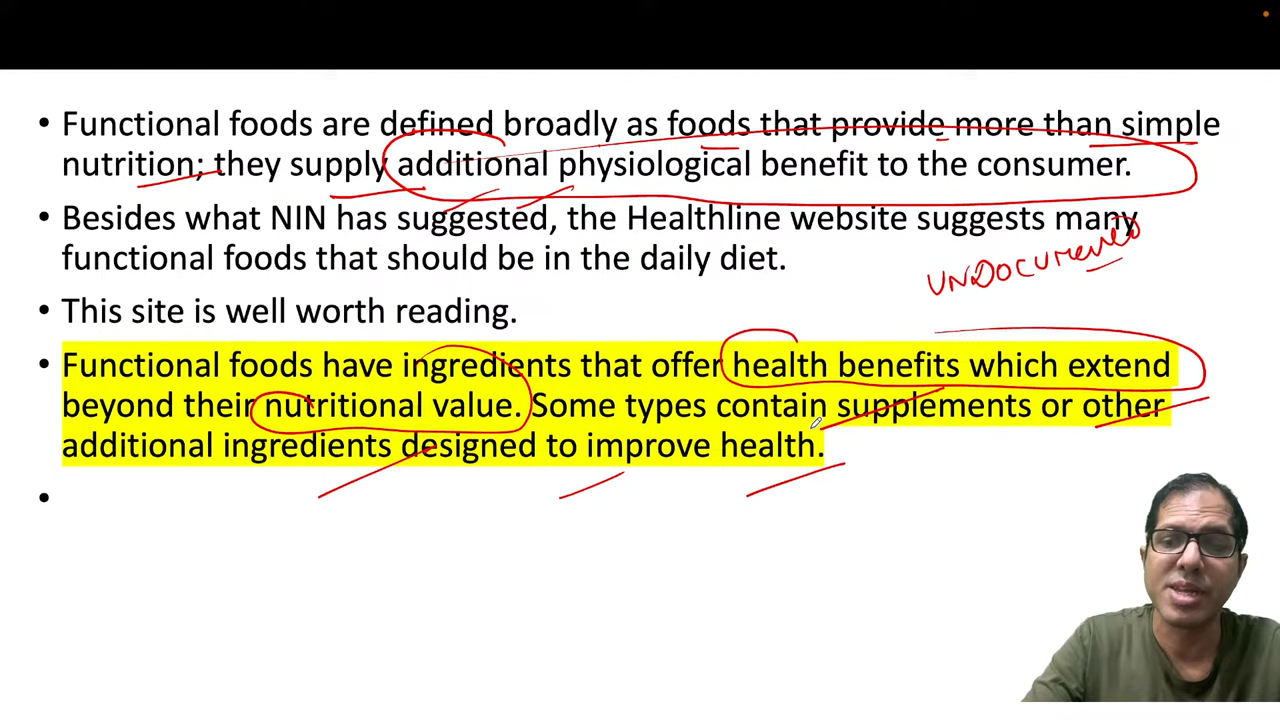 • Functional foods are defined broadly as foods that provide more than simple
nutrition; they supply additional physiological benefit to the consumer.
• Besides what NIN has suggested, the Healthline website suggests many
functional foods that should be in the daily diet.
UNDOCUMENTED
• This site is well worth reading.
• Functional foods have ingredients that offer health benefits which extend
beyond their nutritional value. Some types contain supplements or other
additional ingredients designed to improve health.
•